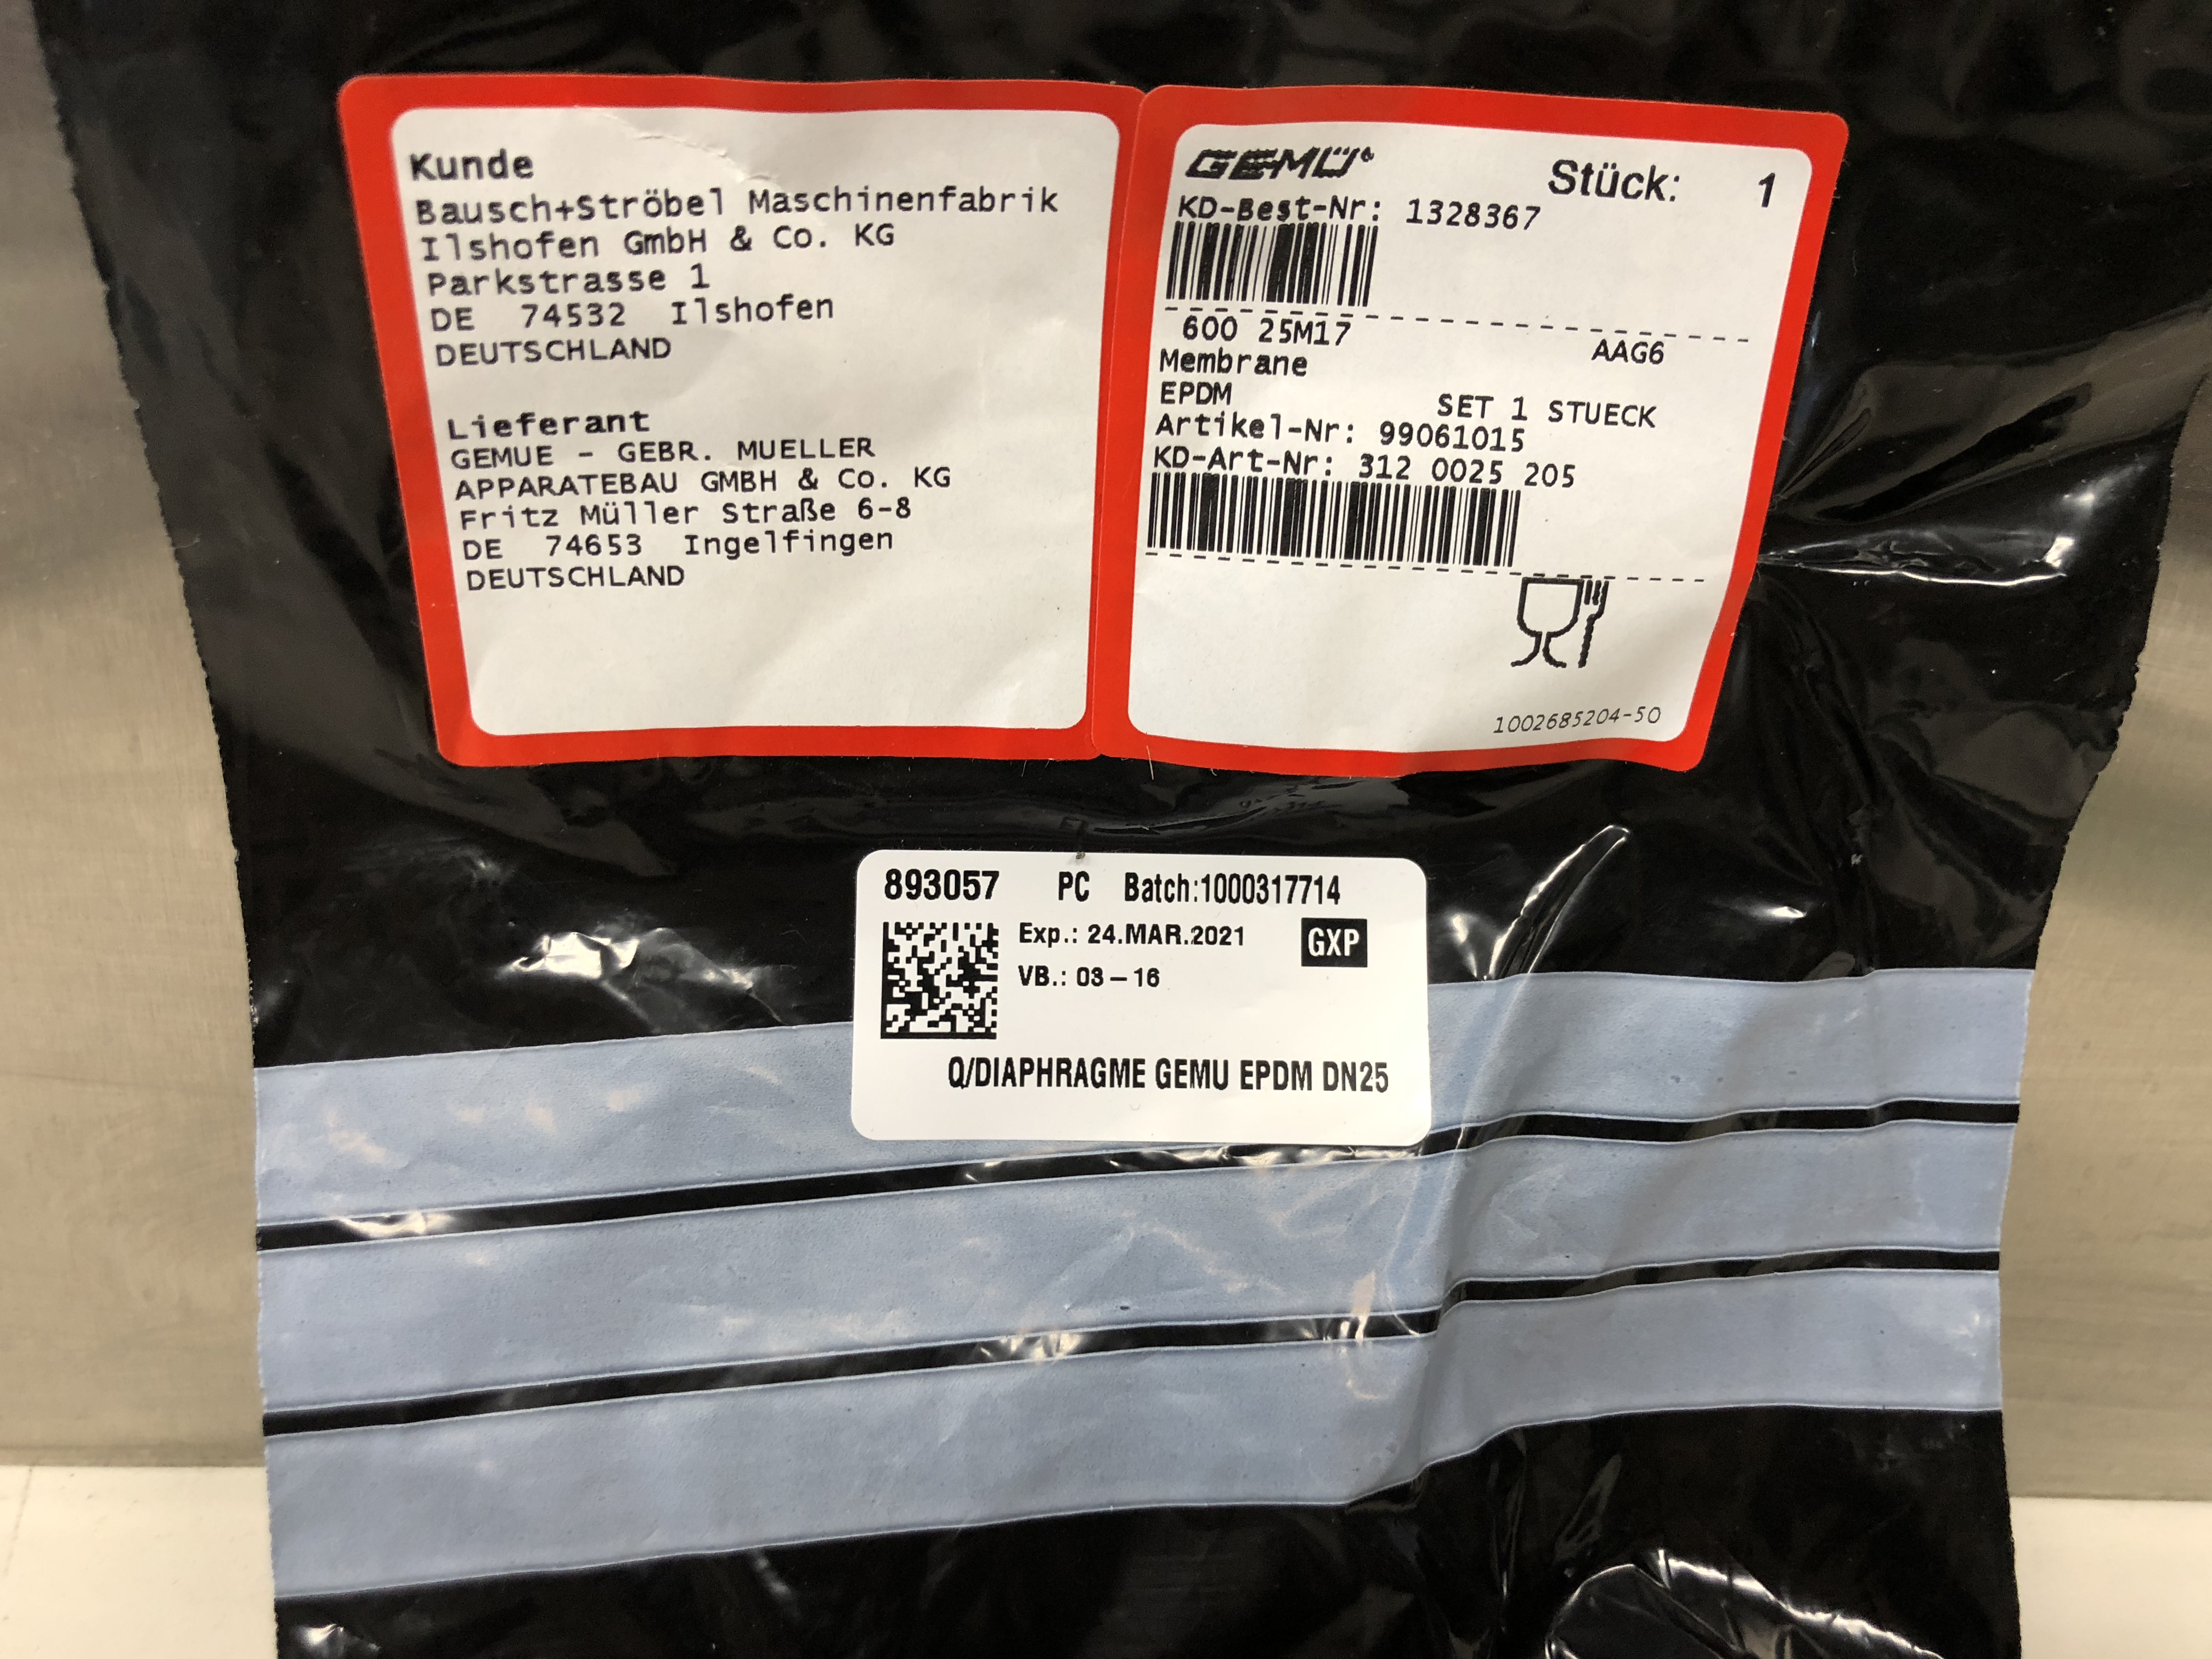 Kunde
Bausch+Ströbel Maschinenfabrik
Ilshofen GmbH & Co. KG
Parkstrasse 1
DE 74532 Ilshofen
DEUTSCHLAND
Lieferant
GEMUE - GEBR. MUELLER
APPARATEBAU GMBH & Co. KG
Fritz Müller Straße 6-8
DE 74653 Ingelfingen
DEUTSCHLAND
GEMÜ®
Stück: 1
KD-Best-Nr: 1328367
600 25M17 AAG6
Membrane
EPDM SET 1 STUECK
Artikel-Nr: 99061015
KD-Art-Nr: 312 0025 205
1002685204-50
893057 PC Batch:1000317714
Exp.: 24.MAR.2021 GXP
VB.: 03-16
Q/DIAPHRAGME GEMU EPDM DN25